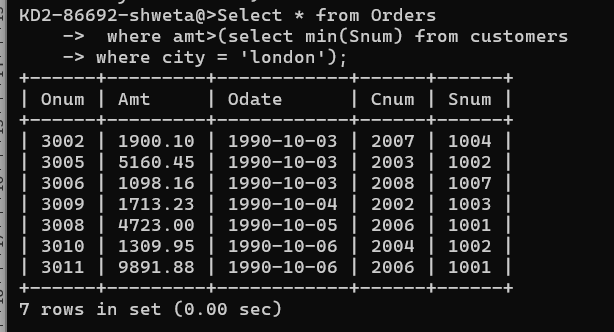 KD2-86692-shweta@>Select * from Orders
    ->  where amt>(select min(Snum) from customers
    -> where city = 'london');
+------+---------+------------+------+------+
| Onum | Amt     | Odate      | Cnum | Snum |
+------+---------+------------+------+------+
| 3002 | 1900.10 | 1990-10-03 | 2007 | 1004 |
| 3005 | 5160.45 | 1990-10-03 | 2003 | 1002 |
| 3006 | 1098.16 | 1990-10-03 | 2008 | 1007 |
| 3009 | 1713.23 | 1990-10-04 | 2002 | 1003 |
| 3008 | 4723.00 | 1990-10-05 | 2006 | 1001 |
| 3010 | 1309.95 | 1990-10-06 | 2004 | 1002 |
| 3011 | 9891.88 | 1990-10-06 | 2006 | 1001 |
+------+---------+------------+------+------+
7 rows in set (0.00 sec)